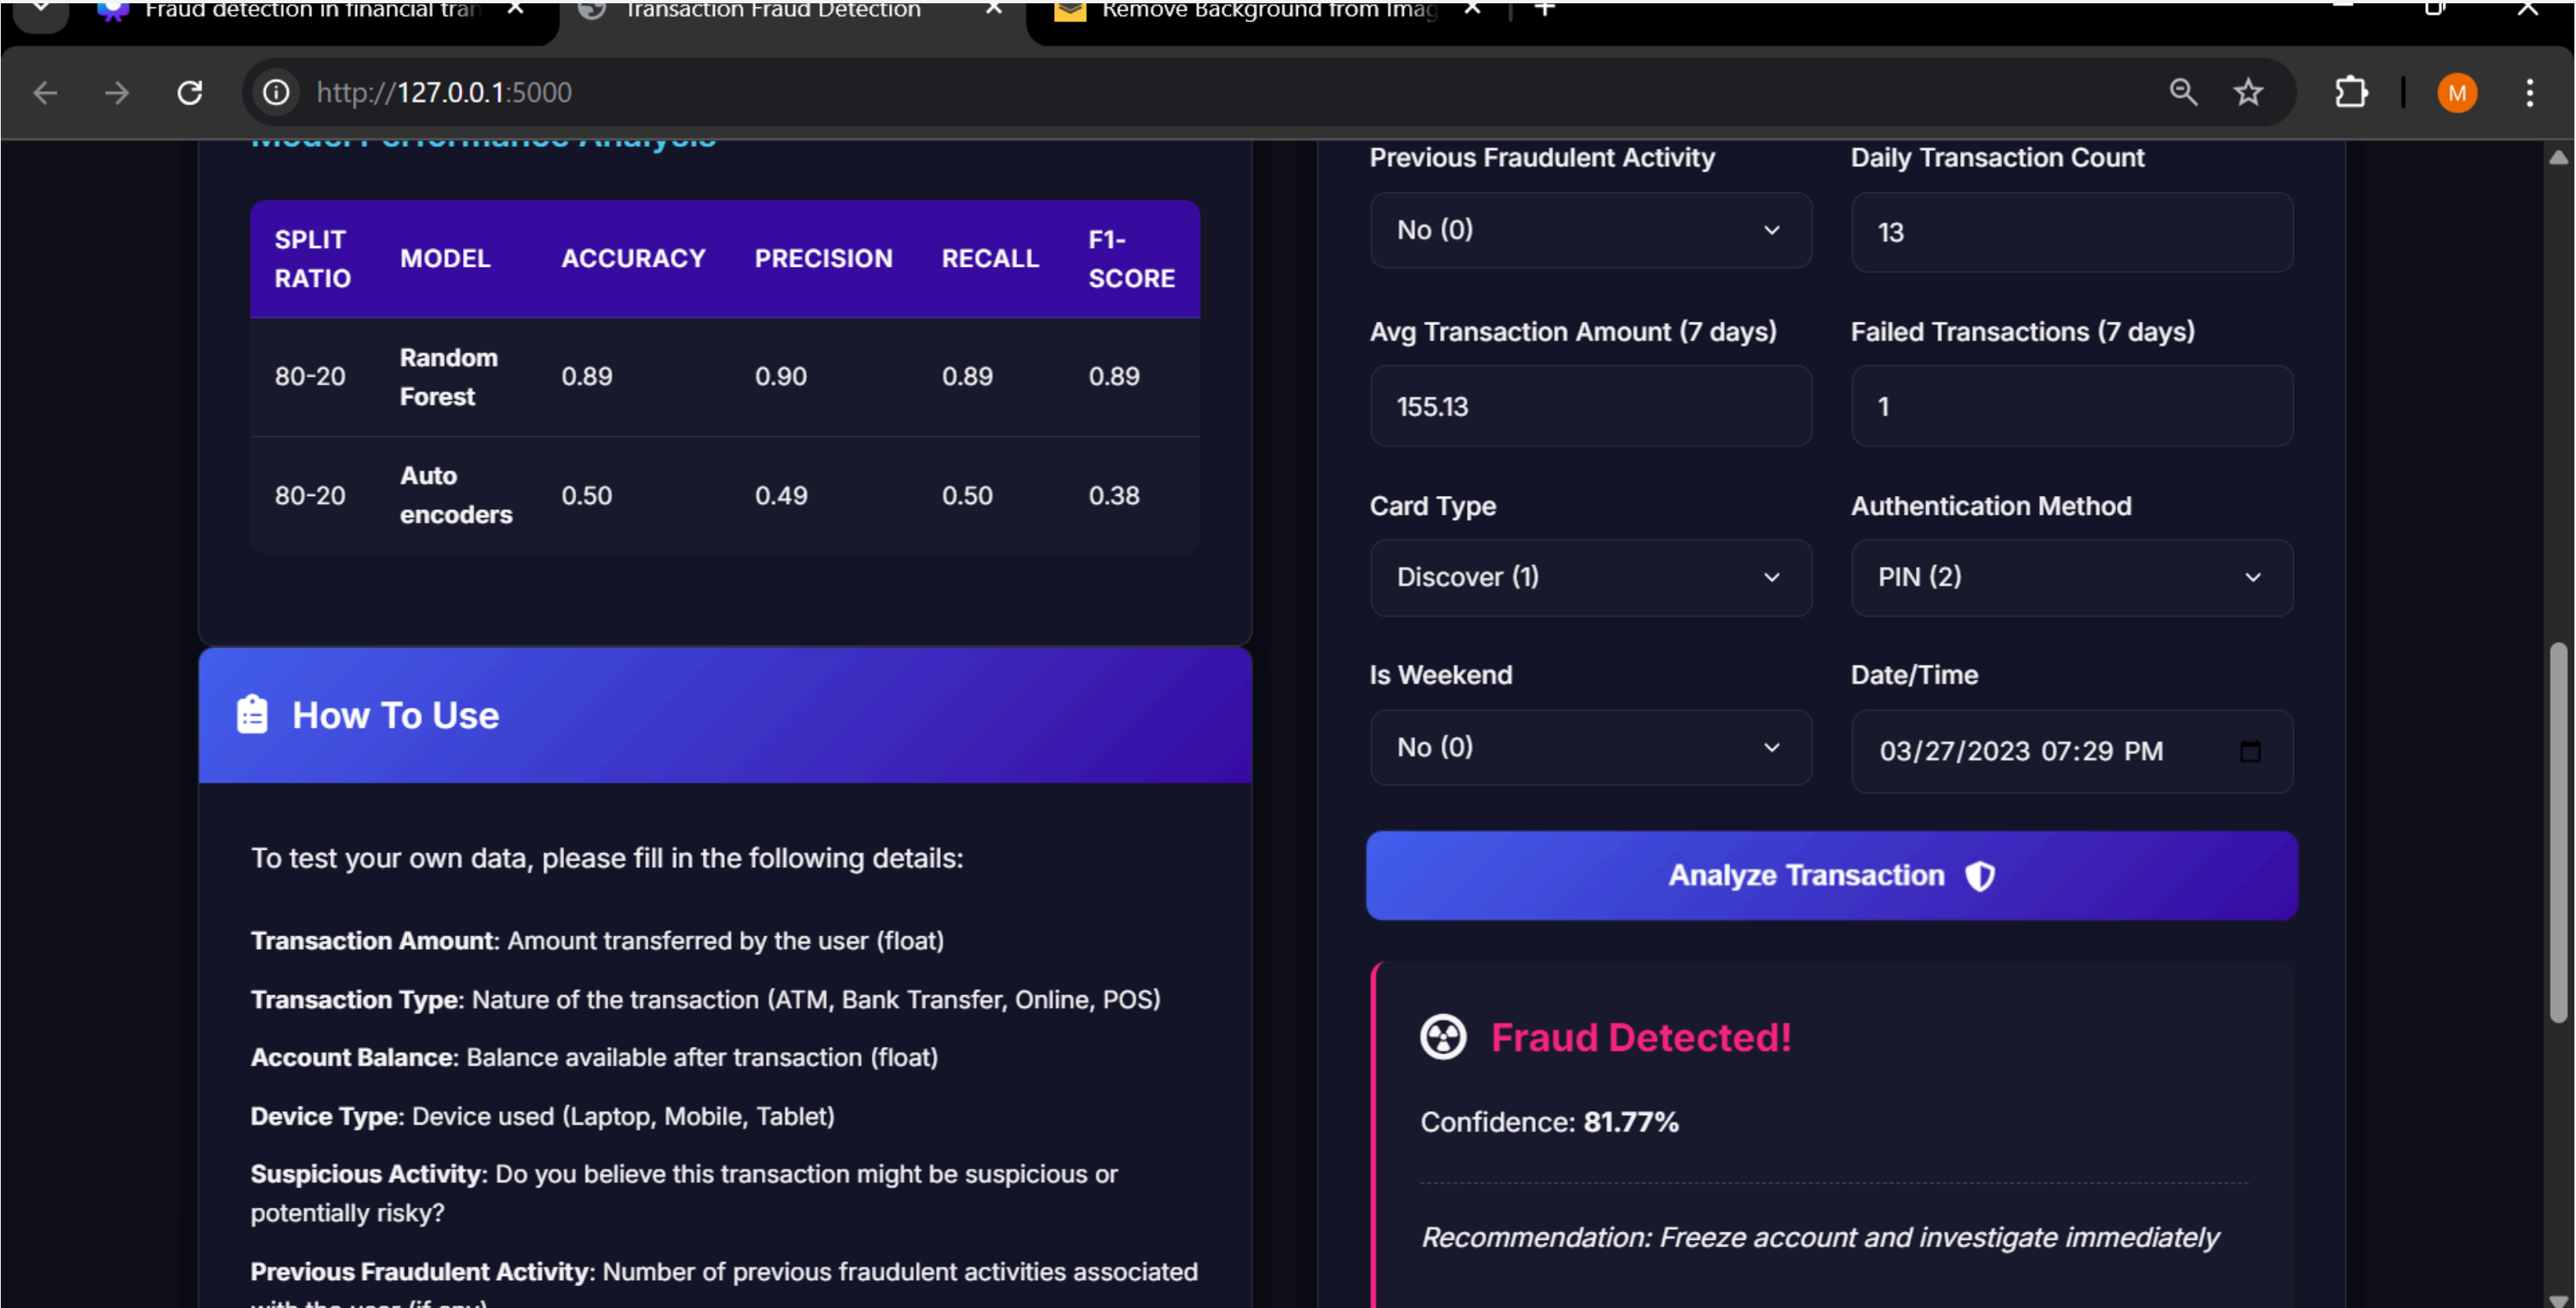 Fraud detection in financial tran
Transaction Fraud Detection
Remove Background from Imag
http://127.0.0.1:5000
M
Model Performance Analysis
SPLIT RATIO MODEL ACCURACY PRECISION RECALL F1-SCORE
80-20 Random Forest 0.89 0.90 0.89 0.89
80-20 Auto encoders 0.50 0.49 0.50 0.38
How To Use
To test your own data, please fill in the following details:
Transaction Amount: Amount transferred by the user (float)
Transaction Type: Nature of the transaction (ATM, Bank Transfer, Online, POS)
Account Balance: Balance available after transaction (float)
Device Type: Device used (Laptop, Mobile, Tablet)
Suspicious Activity: Do you believe this transaction might be suspicious or
potentially risky?
Previous Fraudulent Activity: Number of previous fraudulent activities associated
with the user (if any)
Previous Fraudulent Activity
No (0)
Daily Transaction Count
13
Avg Transaction Amount (7 days)
155.13
Failed Transactions (7 days)
1
Card Type
Discover (1)
Authentication Method
PIN (2)
Is Weekend
No (0)
Date/Time
03/27/2023 07:29 PM
Analyze Transaction
Fraud Detected!
Confidence: 81.77%
Recommendation: Freeze account and investigate immediately